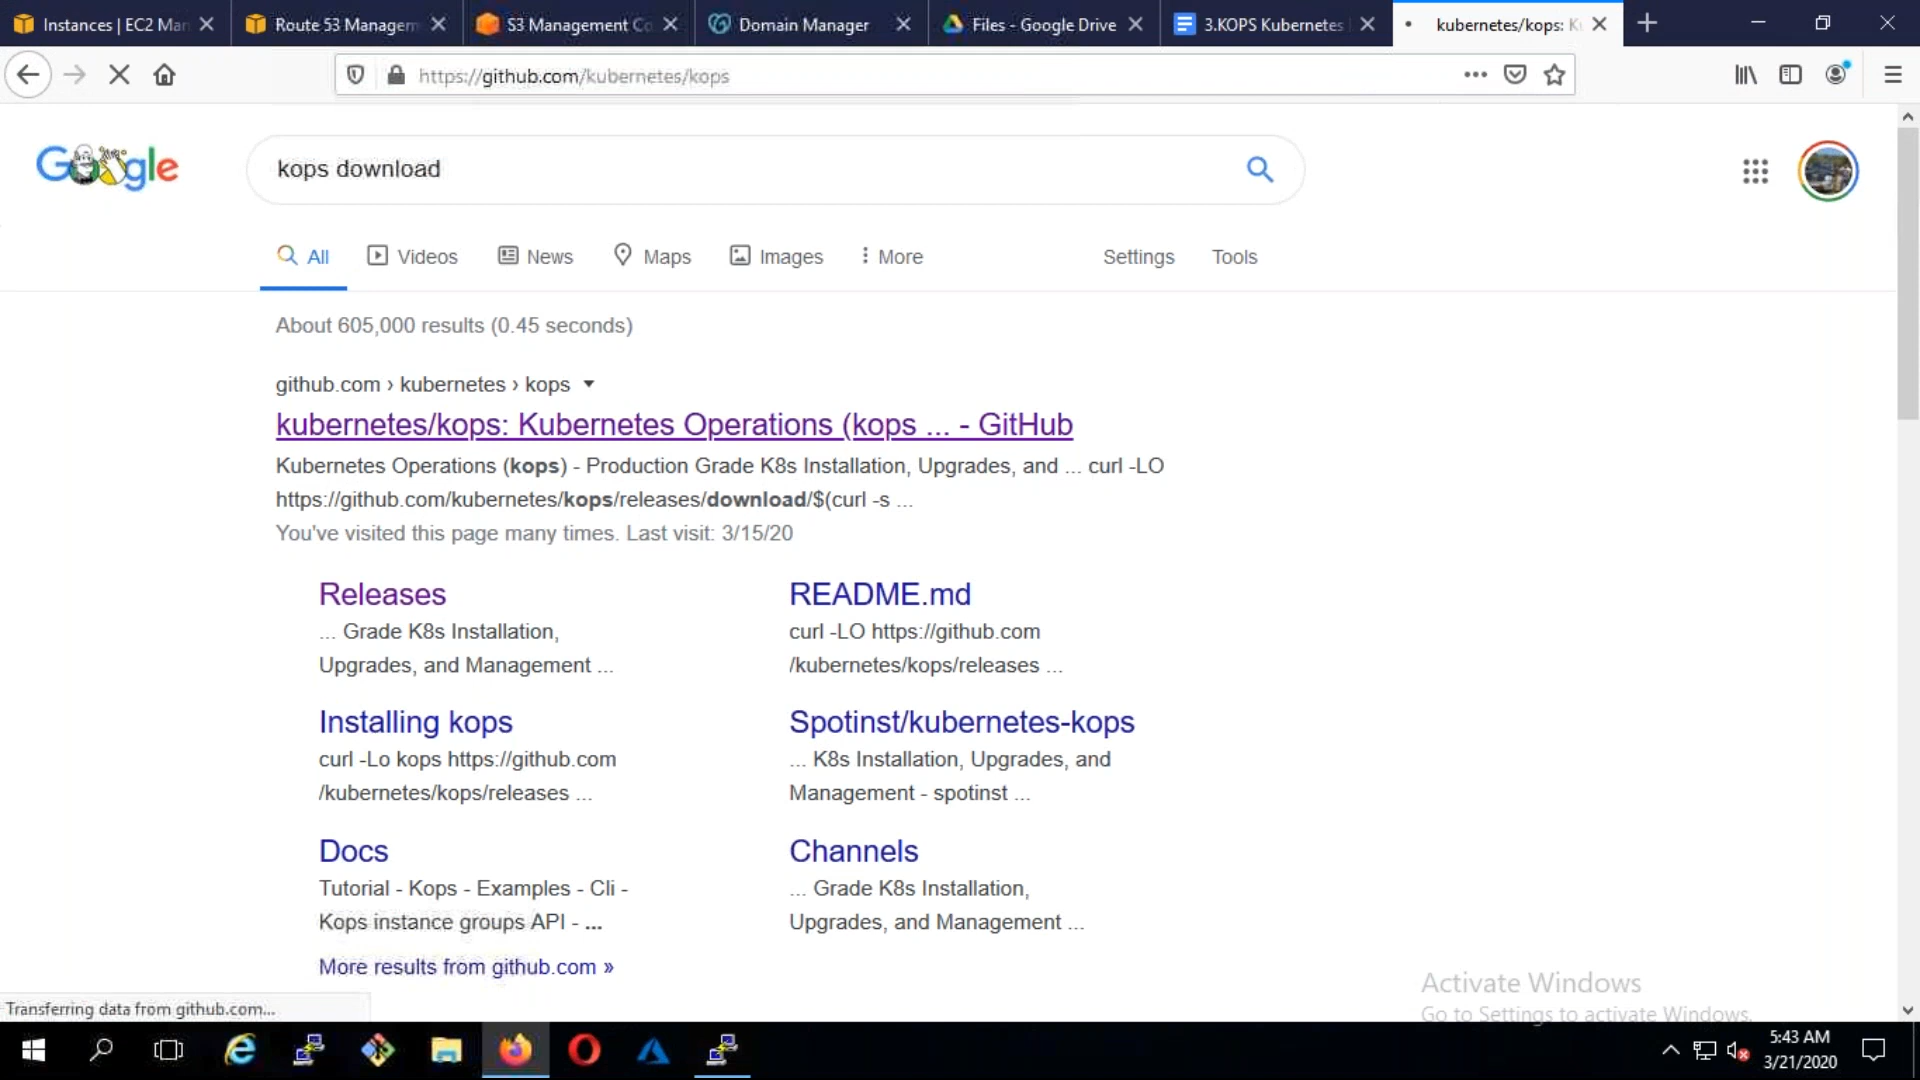 Instances | EC2 Man
Route 53 Managem
S3 Management Co
Domain Manager
Files - Google Drive
3.KOPS Kubernetes
kubernetes/kops: Ku
https://github.com/kubernetes/kops
Google
kops download
All
Videos
News
Maps
Images
More
Settings
Tools
About 605,000 results (0.45 seconds)
github.com › kubernetes › kops
kubernetes/kops: Kubernetes Operations (kops ... - GitHub
Kubernetes Operations (kops) - Production Grade K8s Installation, Upgrades, and ... curl -LO
https://github.com/kubernetes/kops/releases/download/$(curl -s ...
You've visited this page many times. Last visit: 3/15/20
Releases
... Grade K8s Installation,
Upgrades, and Management ...
README.md
curl -LO https://github.com
/kubernetes/kops/releases ...
Installing kops
curl -Lo kops https://github.com
/kubernetes/kops/releases ...
Spotinst/kubernetes-kops
... K8s Installation, Upgrades, and
Management - spotinst ...
Docs
Tutorial - Kops - Examples - Cli -
Kops instance groups API - ...
Channels
... Grade K8s Installation,
Upgrades, and Management ...
More results from github.com »
Activate Windows
Go to Settings to activate Windows.
Transferring data from github.com...
5:43 AM
3/21/2020